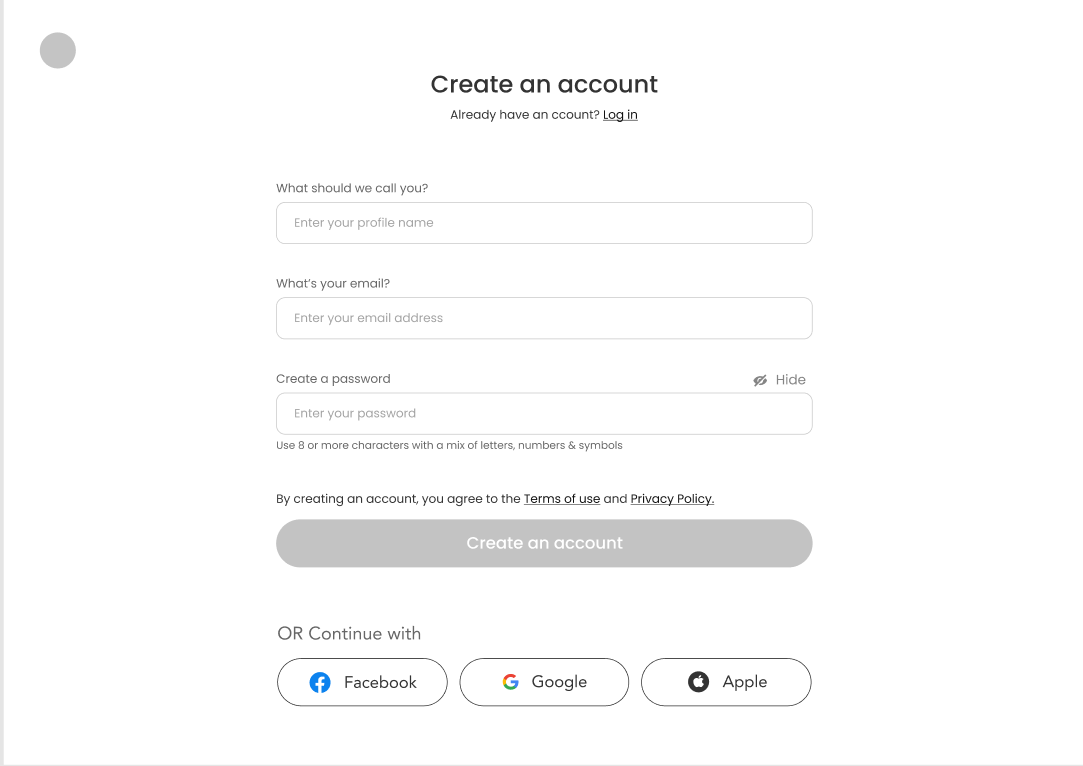 Create an account
Already have an ccount? Log in
What should we call you?
Enter your profile name
What's your email?
Enter your email address
Create a password
Hide
Enter your password
Use 8 or more characters with a mix of letters, numbers & symbols
By creating an account, you agree to the Terms of use and Privacy Policy.
Create an account
OR Continue with
Facebook
Google
Apple